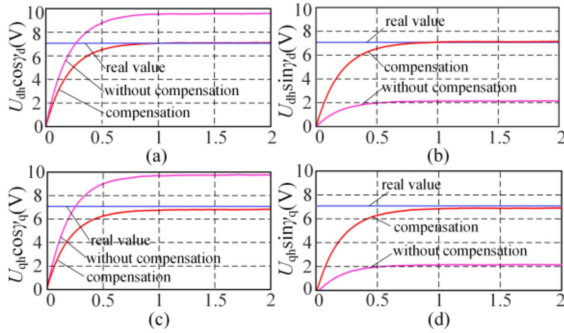 U_dh cosγ_d(V)
10
8
6
4
2
0
real value
without compensation
compensation
0 0.5 1 1.5 2
(a)
U_dh sinγ_d(V)
10
8
6
4
2
0
real value
compensation
without compensation
0 0.5 1 1.5 2
(b)
U_qh cosγ_q(V)
10
8
6
4
2
0
real value
without compensation
compensation
0 0.5 1 1.5 2
(c)
U_qh sinγ_q(V)
10
8
6
4
2
0
real value
compensation
without compensation
0 0.5 1 1.5 2
(d)